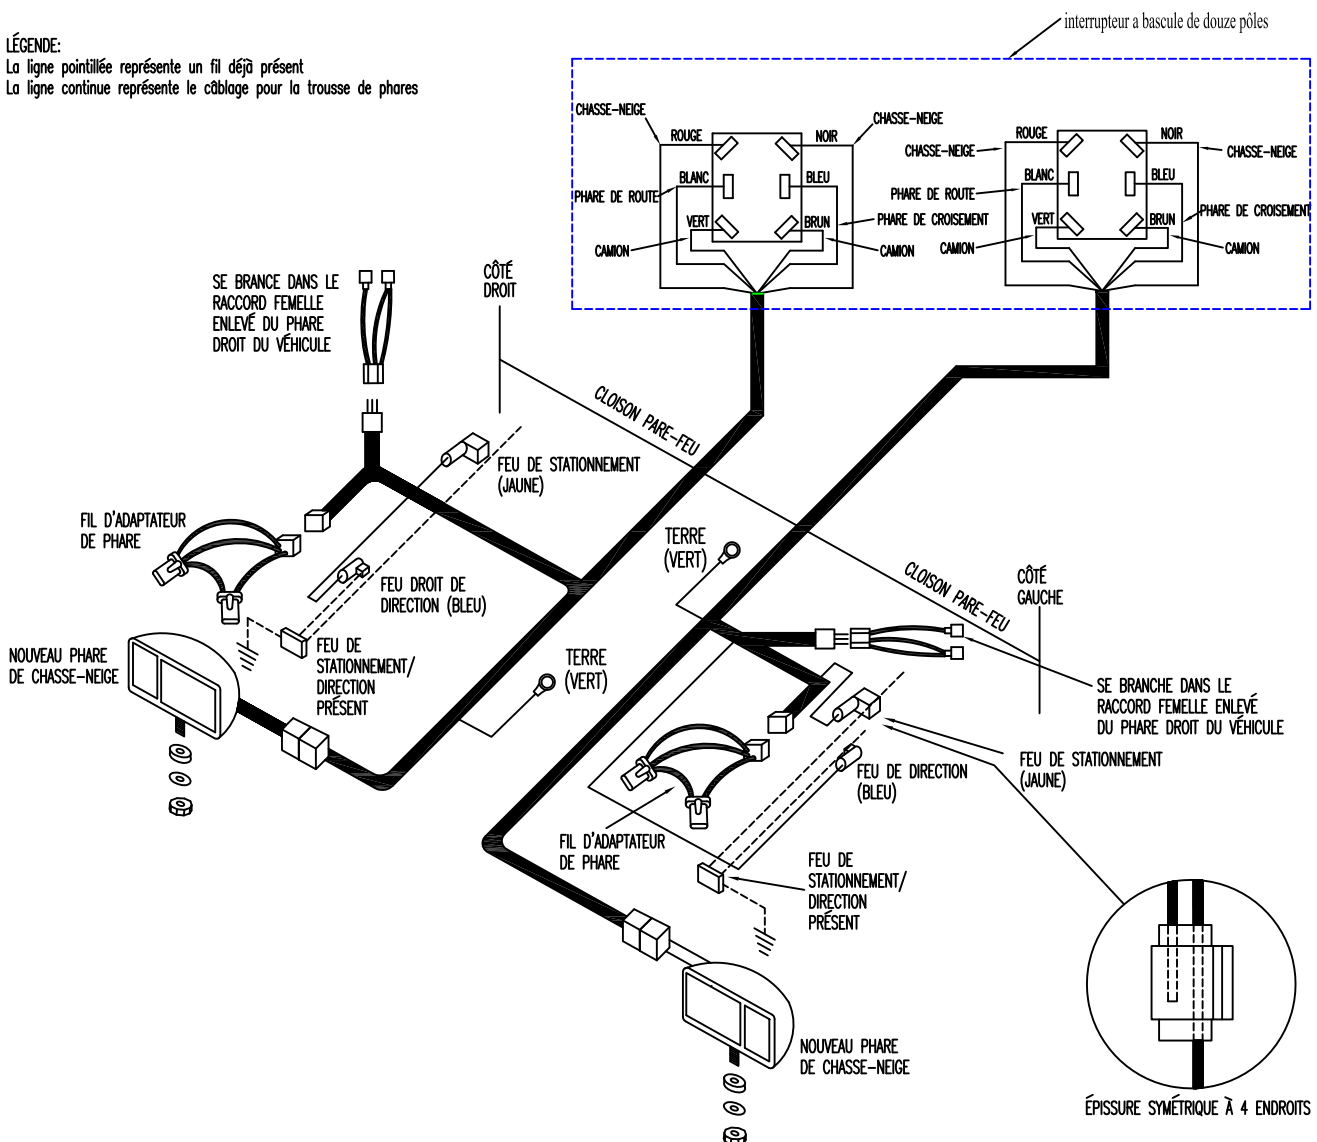 interrupteur a bascule de douze pôles
LÉGENDE:
La ligne pointillée représente un fil déjà présent
La ligne continue représente le câblage pour la trousse de phares
CHASSE-NEIGE
ROUGE
NOIR
CHASSE-NEIGE
BLANC
BLEU
PHARE DE ROUTE
VERT
BRUN
PHARE DE CROISEMENT
CAMION
CAMION
ROUGE
NOIR
CHASSE-NEIGE
CHASSE-NEIGE
BLANC
BLEU
PHARE DE ROUTE
PHARE DE CROISEMENT
VERT
BRUN
CAMION
CAMION
SE BRANCE DANS LE
RACCORD FEMELLE
ENLEVÉ DU PHARE
DROIT DU VÉHICULE
CÔTÉ
DROIT
CLOISON PARE-FEU
FEU DE STATIONNEMENT
(JAUNE)
FIL D'ADAPTATEUR
DE PHARE
TERRE
(VERT)
FEU DROIT DE
DIRECTION (BLEU)
CLOISON PARE-FEU
CÔTÉ
GAUCHE
NOUVEAU PHARE
DE CHASSE-NEIGE
FEU DE
STATIONNEMENT/
DIRECTION
PRÉSENT
TERRE
(VERT)
SE BRANCHE DANS LE
RACCORD FEMELLE ENLEVÉ
DU PHARE DROIT DU VÉHICULE
FEU DE STATIONNEMENT
(JAUNE)
FEU DE DIRECTION
(BLEU)
FIL D'ADAPTATEUR
DE PHARE
FEU DE
STATIONNEMENT/
DIRECTION
PRÉSENT
NOUVEAU PHARE
DE CHASSE-NEIGE
ÉPISSURE SYMÉTRIQUE À 4 ENDROITS